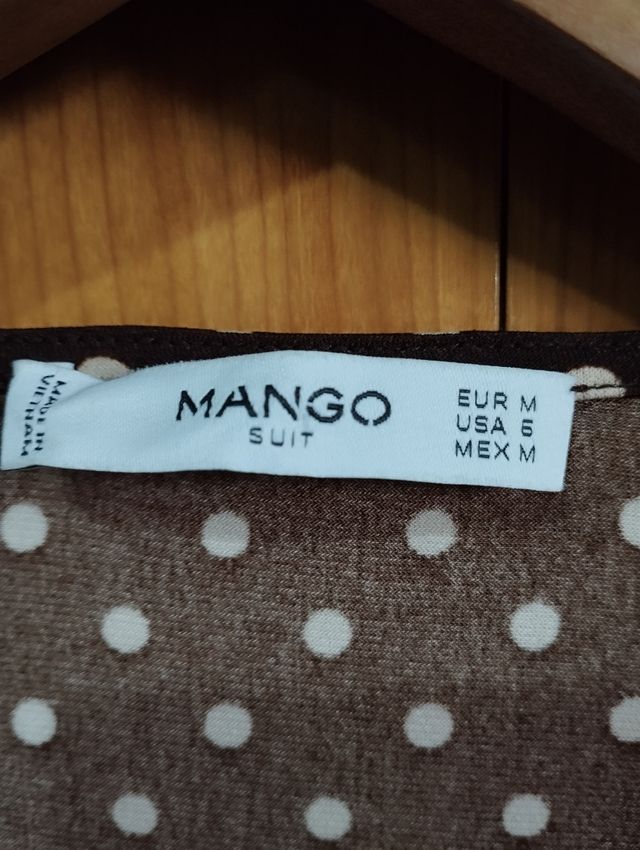 MANGO
SUIT
EUR M
USA 6
MEX M
MADE IN
VIETNAM